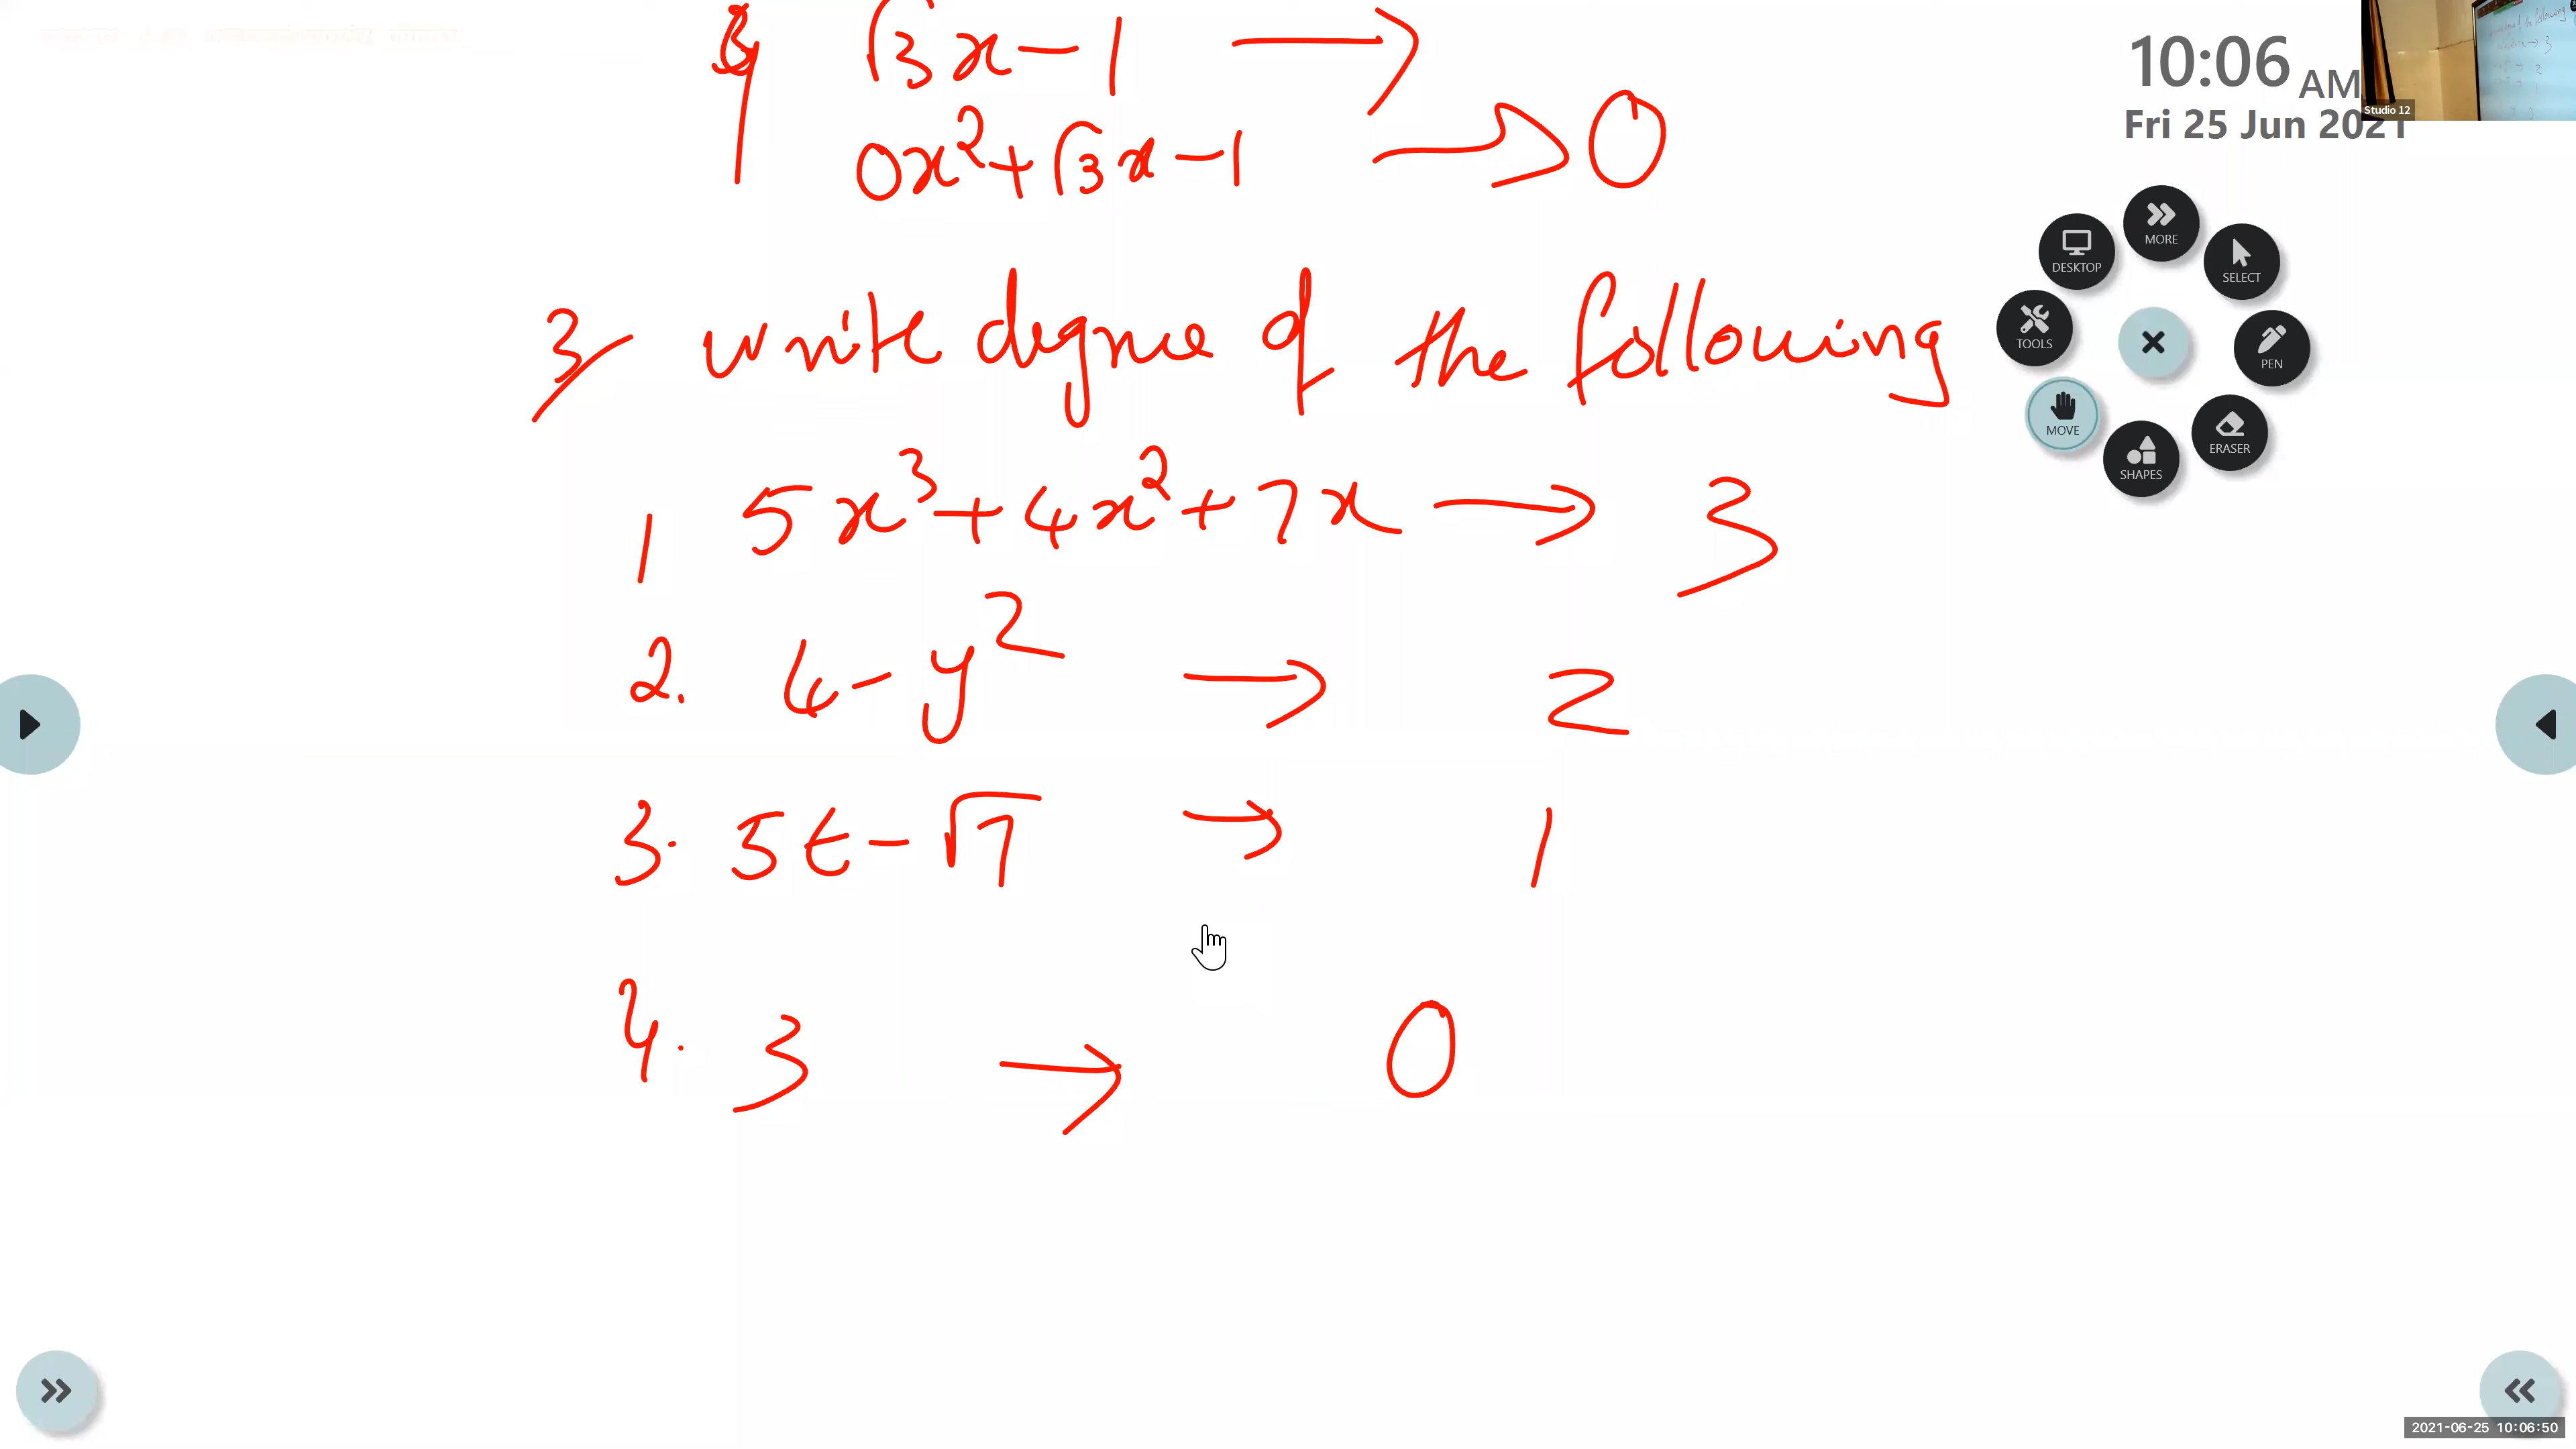 4 √3x-1 →
0x²+√3x-1 → 0
10:06 AM
Fri 25 Jun 2021
Studio 12
MORE
DESKTOP
SELECT
TOOLS
PEN
MOVE
ERASER
SHAPES
3 write degree of the following
1 5x³+4x²+7x → 3
2. 4-y² → 2
3. 5t-√7 → 1
4. 3 → 0
2021-06-25 10:06:50